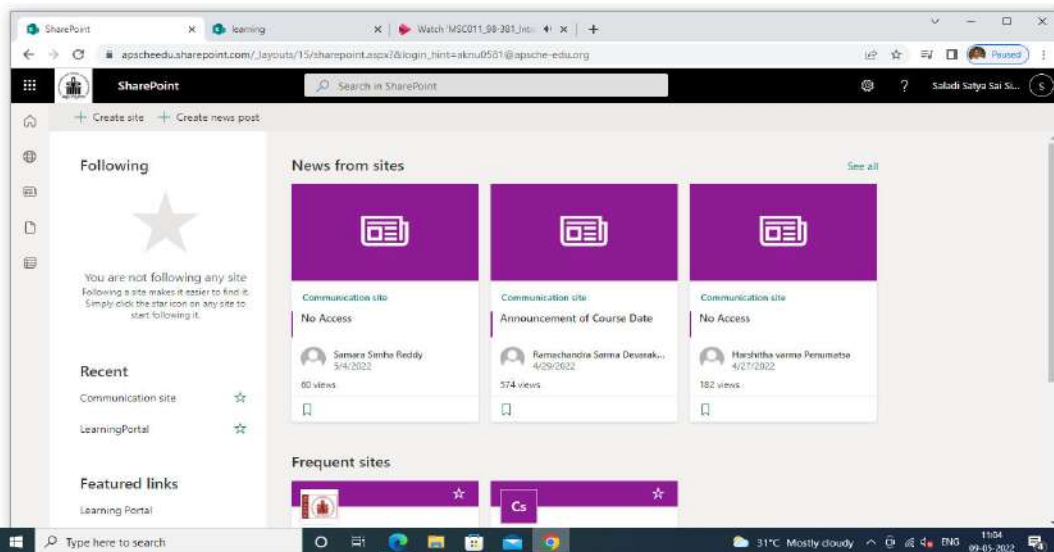 SharePoint
learning
Watch 'MSC011_98-381_Int
apscheedu.sharepoint.com/_layouts/15/sharepoint.aspx?&login_hint=aknu0581@apsche-edu.org
Paused
SharePoint
Search in SharePoint
?
Saladi Satya Sai Si...
S
+ Create site
+ Create news post
Following
You are not following any site
Following a site makes it easier to find it.
Simply click the star icon on any site to
start following it.
Recent
Communication site
LearningPortal
Featured links
Learning Portal
News from sites
See all
Communication site
No Access
Samara Simha Reddy
5/4/2022
60 views
Communication site
Announcement of Course Date
Ramachandra Sarma Devarak...
4/29/2022
574 views
Communication site
No Access
Harshitha varma Penumatsa
4/27/2022
182 views
Frequent sites
Cs
Type here to search
31°C Mostly cloudy
ENG
11:04
09-05-2022